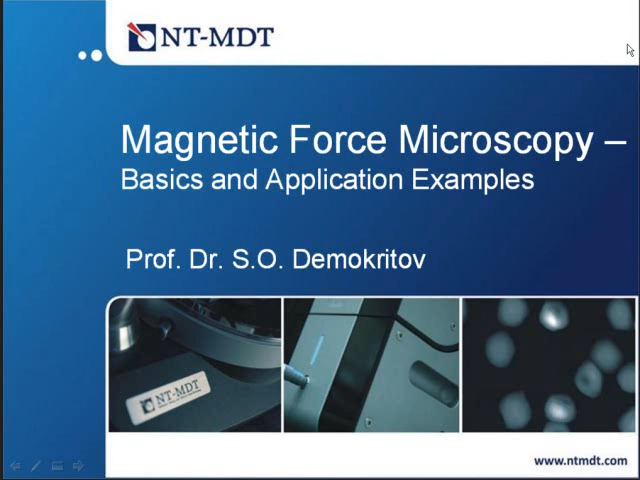 NT-MDT
Magnetic Force Microscopy –
Basics and Application Examples
Prof. Dr. S.O. Demokritov
NT-MDT
www.ntmdt.com